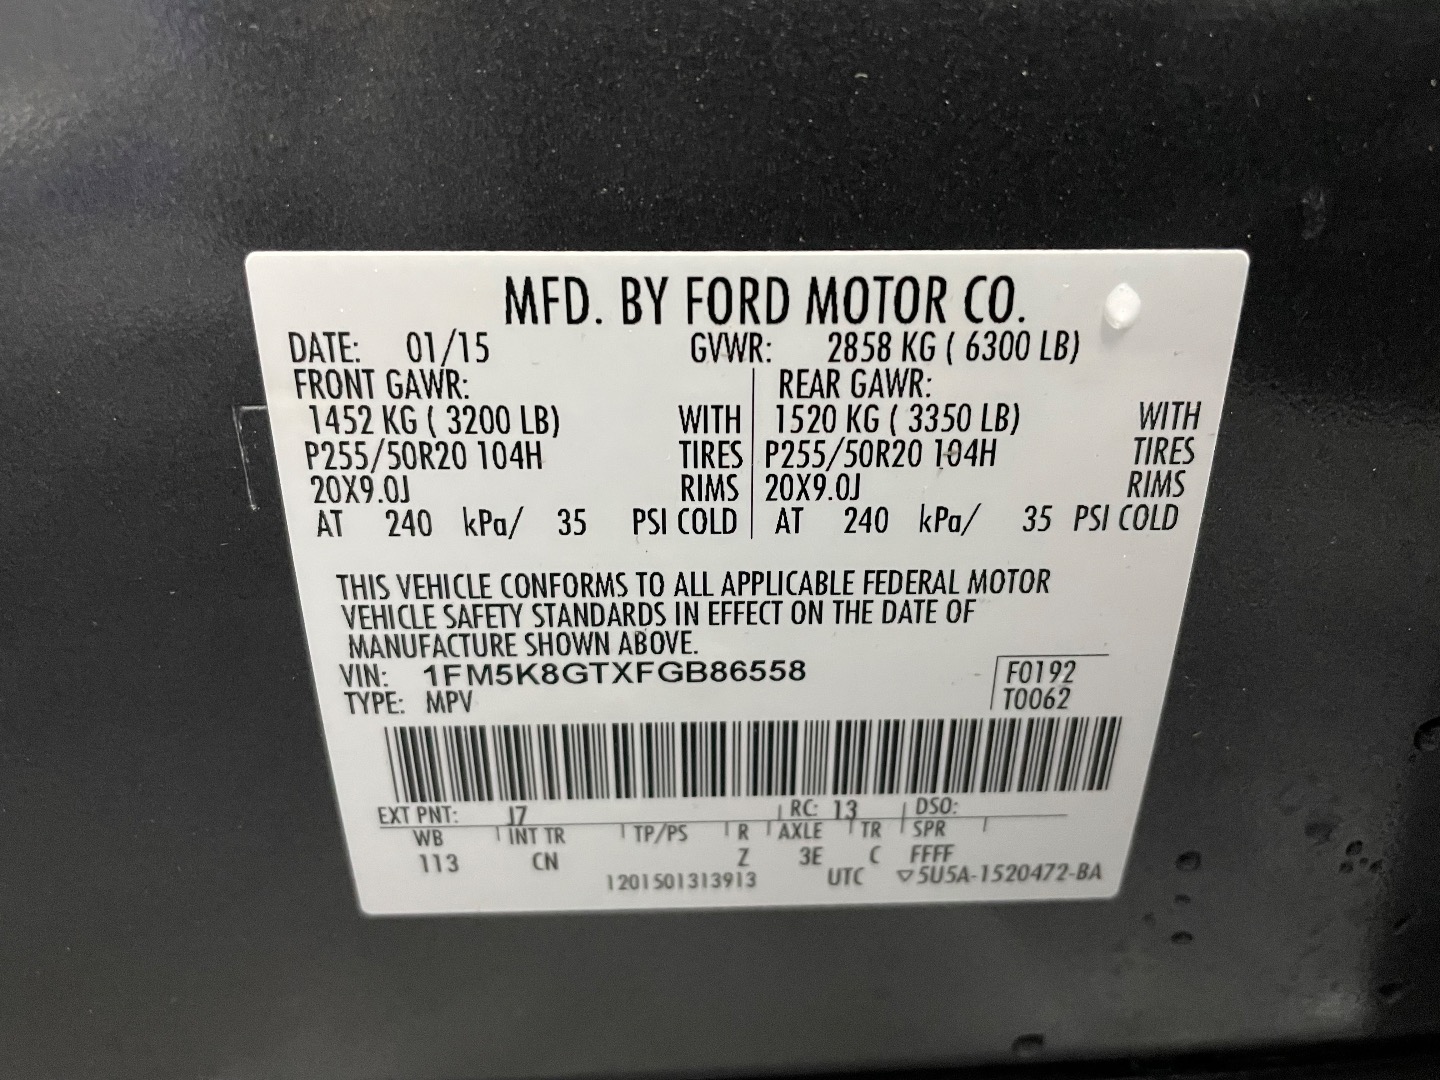 MFD. BY FORD MOTOR CO.
DATE: 01/15 GVWR: 2858 KG ( 6300 LB)
FRONT GAWR: REAR GAWR:
1452 KG ( 3200 LB) WITH 1520 KG ( 3350 LB) WITH
P255/50R20 104H TIRES P255/50R20 104H TIRES
20X9.0J RIMS 20X9.0J RIMS
AT 240 kPa/ 35 PSI COLD AT 240 kPa/ 35 PSI COLD
THIS VEHICLE CONFORMS TO ALL APPLICABLE FEDERAL MOTOR
VEHICLE SAFETY STANDARDS IN EFFECT ON THE DATE OF
MANUFACTURE SHOWN ABOVE.
VIN: 1FM5K8GTXFGB86558 F0192
TYPE: MPV T0062
EXT PNT: J7 RC: 13 DSO:
WB INT TR TP/PS R AXLE TR SPR
113 CN Z 3E C FFFF
1201501313913 UTC ▽5U5A-1520472-BA